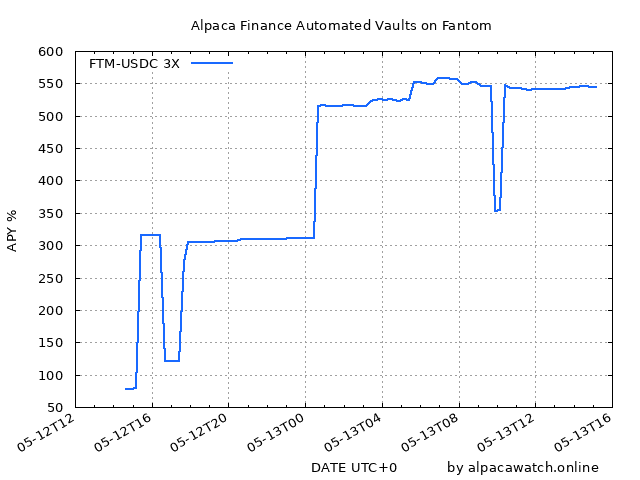 Alpaca Finance Automated Vaults on Fantom
FTM-USDC 3X
600
550
500
450
400
350
300
250
200
150
100
50
APY %
05-12T12
05-12T16
05-12T20
05-13T00
05-13T04
05-13T08
05-13T12
05-13T16
DATE UTC+0
by alpacawatch.online